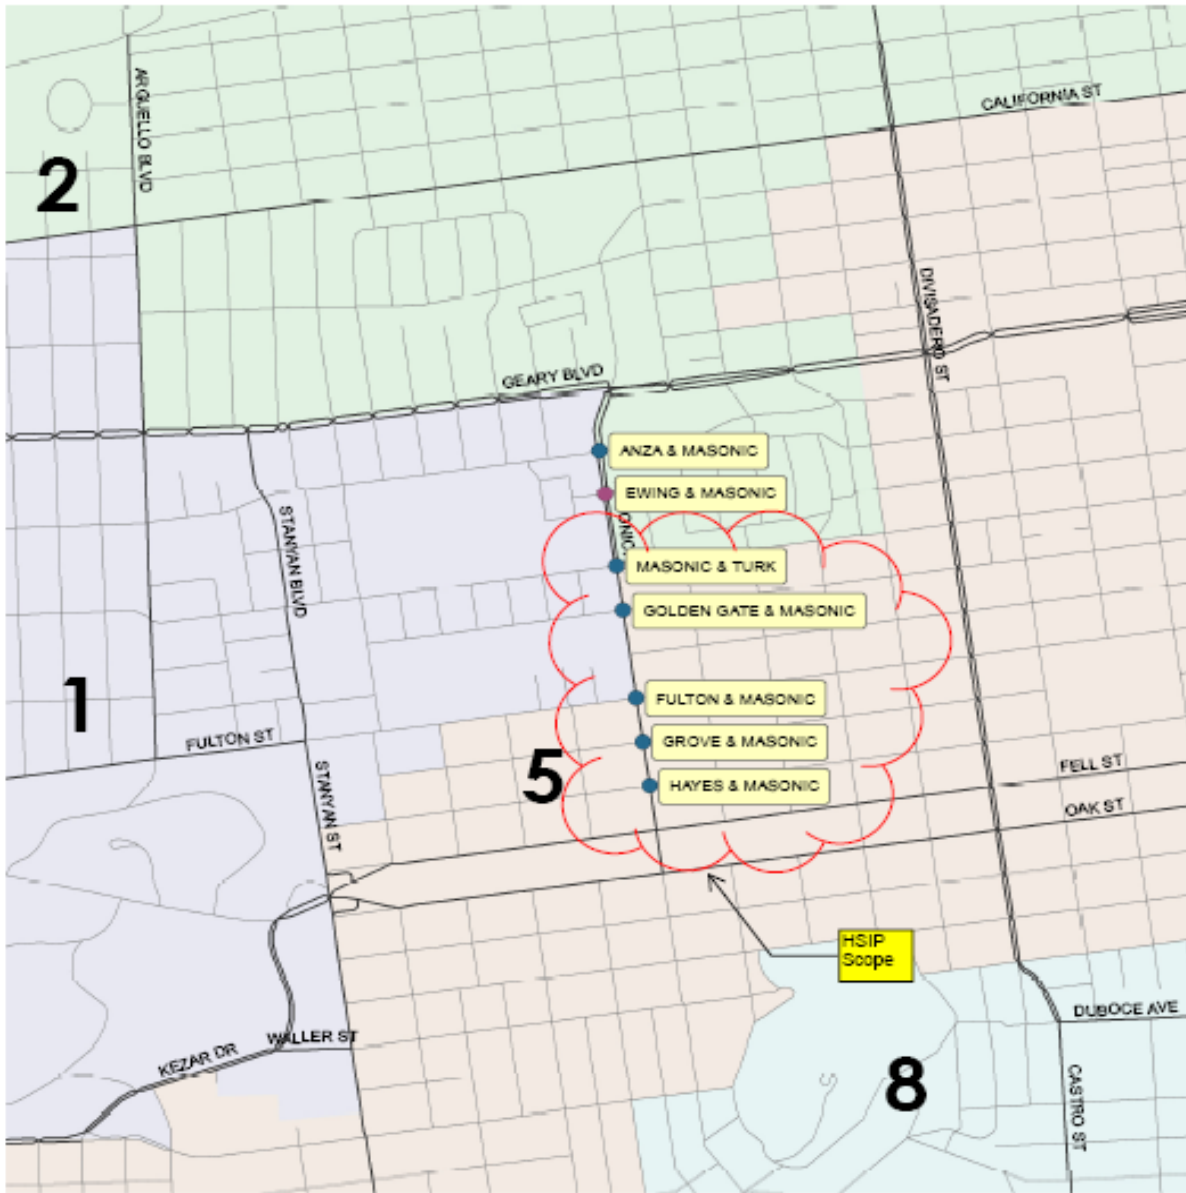 ARGUELLO BLVD
CALIFORNIA ST
2
DIVISADERO ST
GEARY BLVD
ANZA & MASONIC
EWING & MASONIC
STANYAN BLVD
MASONIC & TURK
GOLDEN GATE & MASONIC
1
FULTON & MASONIC
FULTON ST
GROVE & MASONIC
5
FELL ST
HAYES & MASONIC
STANYAN ST
OAK ST
HSIP
Scope
DUBOCE AVE
WALLER ST
KEZAR DR
8
CASTRO ST